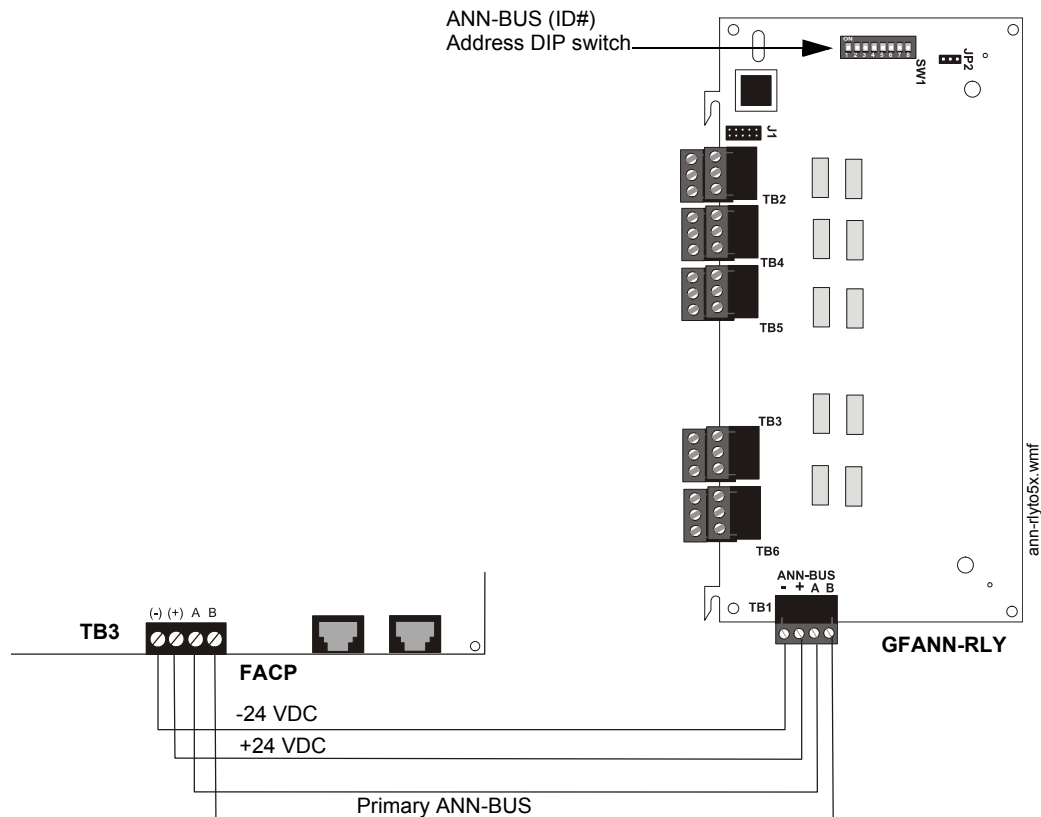 ANN-BUS (ID#)
Address DIP switch
ON
1 2 3 4 5 6 7 8
SW1
JP2
J1
TB2
TB4
TB5
TB3
TB6
ann-rlyto5x.wmf
ANN-BUS
- + A B
TB1
GFANN-RLY
(-) (+) A B
TB3
FACP
-24 VDC
+24 VDC
Primary ANN-BUS